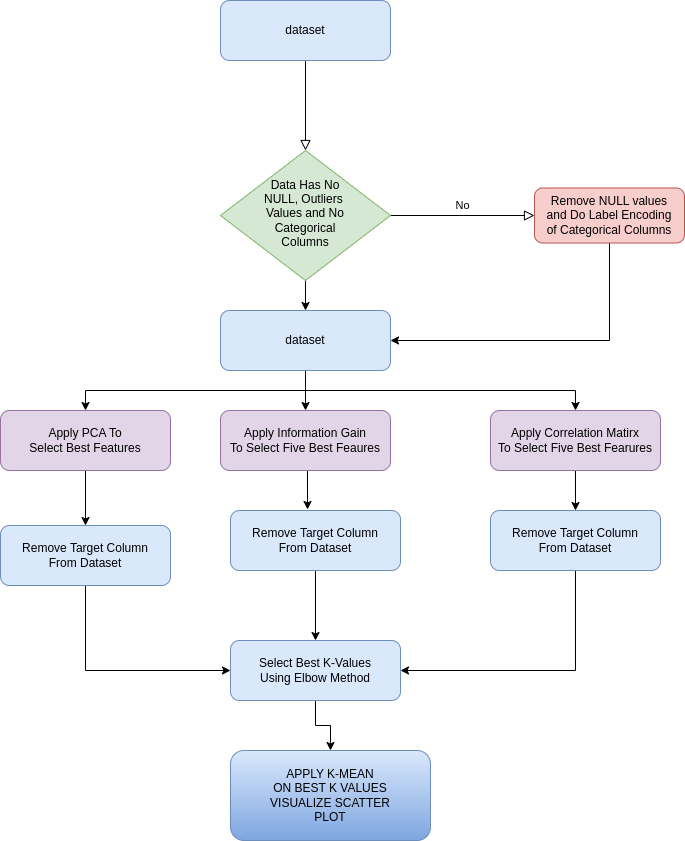 dataset
Data Has No
NULL, Outliers
Values and No
Categorical
Columns
No
Remove NULL values
and Do Label Encoding
of Categorical Columns
dataset
Apply PCA To
Select Best Features
Apply Information Gain
To Select Five Best Feaures
Apply Correlation Matirx
To Select Five Best Fearures
Remove Target Column
From Dataset
Remove Target Column
From Dataset
Remove Target Column
From Dataset
Select Best K-Values
Using Elbow Method
APPLY K-MEAN
ON BEST K VALUES
VISUALIZE SCATTER
PLOT